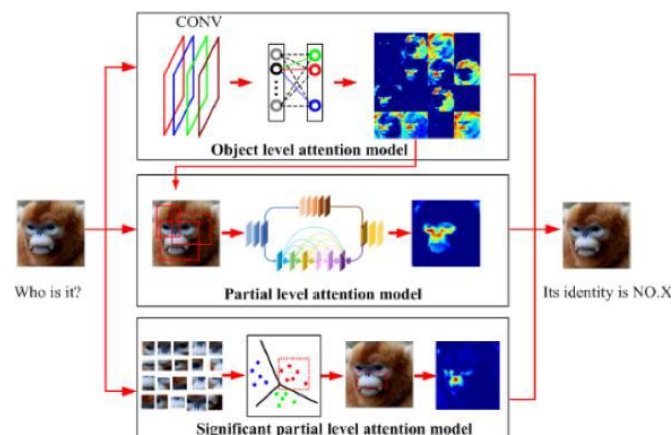 CONV
Object level attention model
Who is it?
Partial level attention model
Its identity is NO.X
Significant partial level attention model